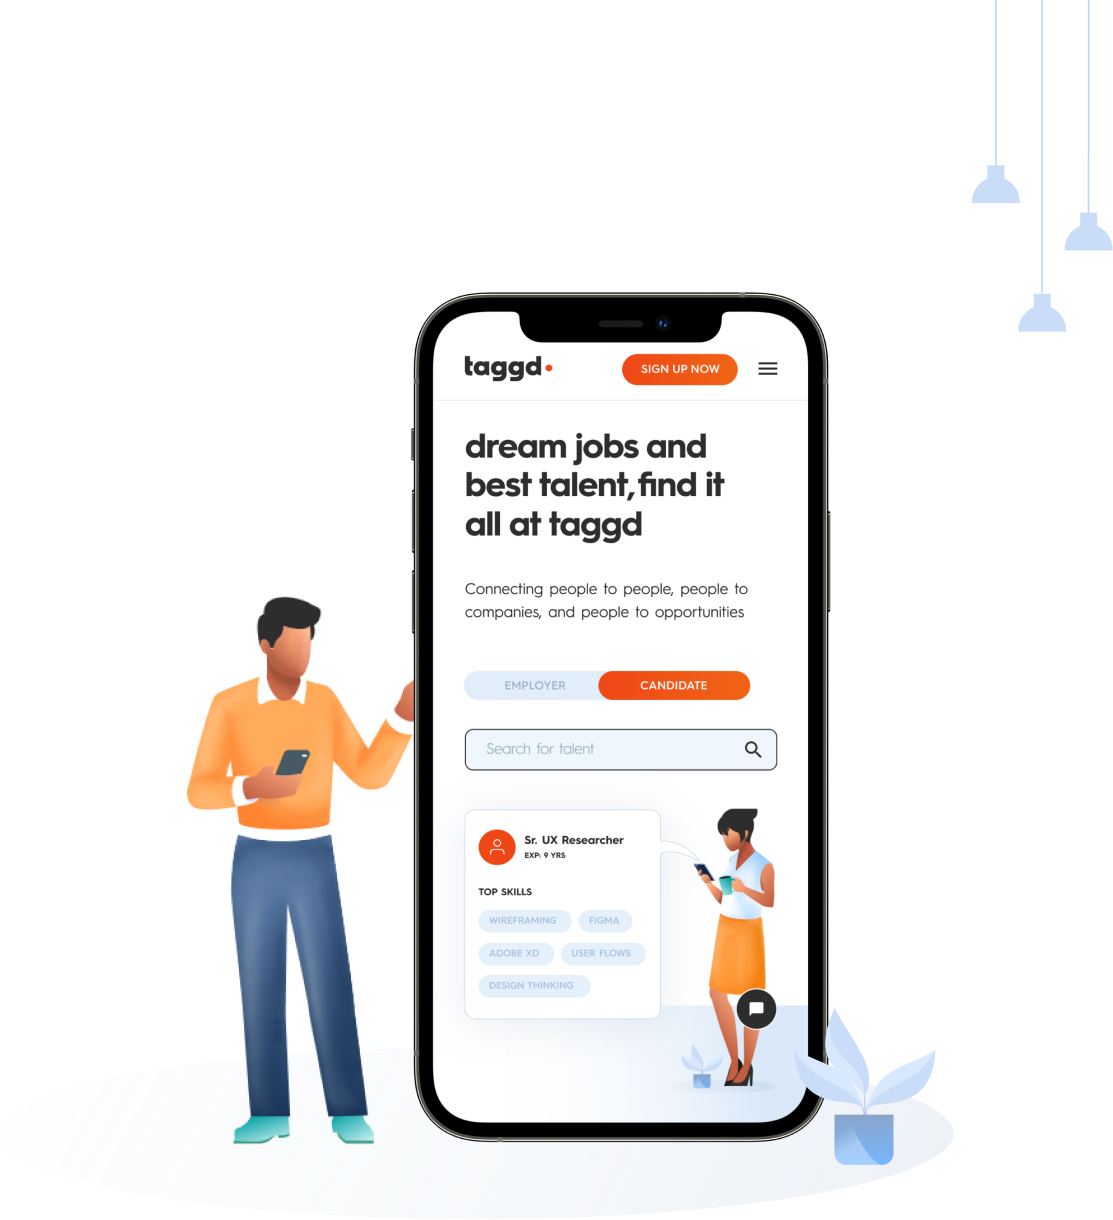 taggd
SIGN UP NOW
dream jobs and
best talent, find it
all at taggd
Connecting people to people, people to
companies, and people to opportunities
EMPLOYER
CANDIDATE
Search for talent
Sr. UX Researcher
EXP: 9 YRS
TOP SKILLS
WIREFRAMING
FIGMA
ADOBE XD
USER FLOWS
DESIGN THINKING